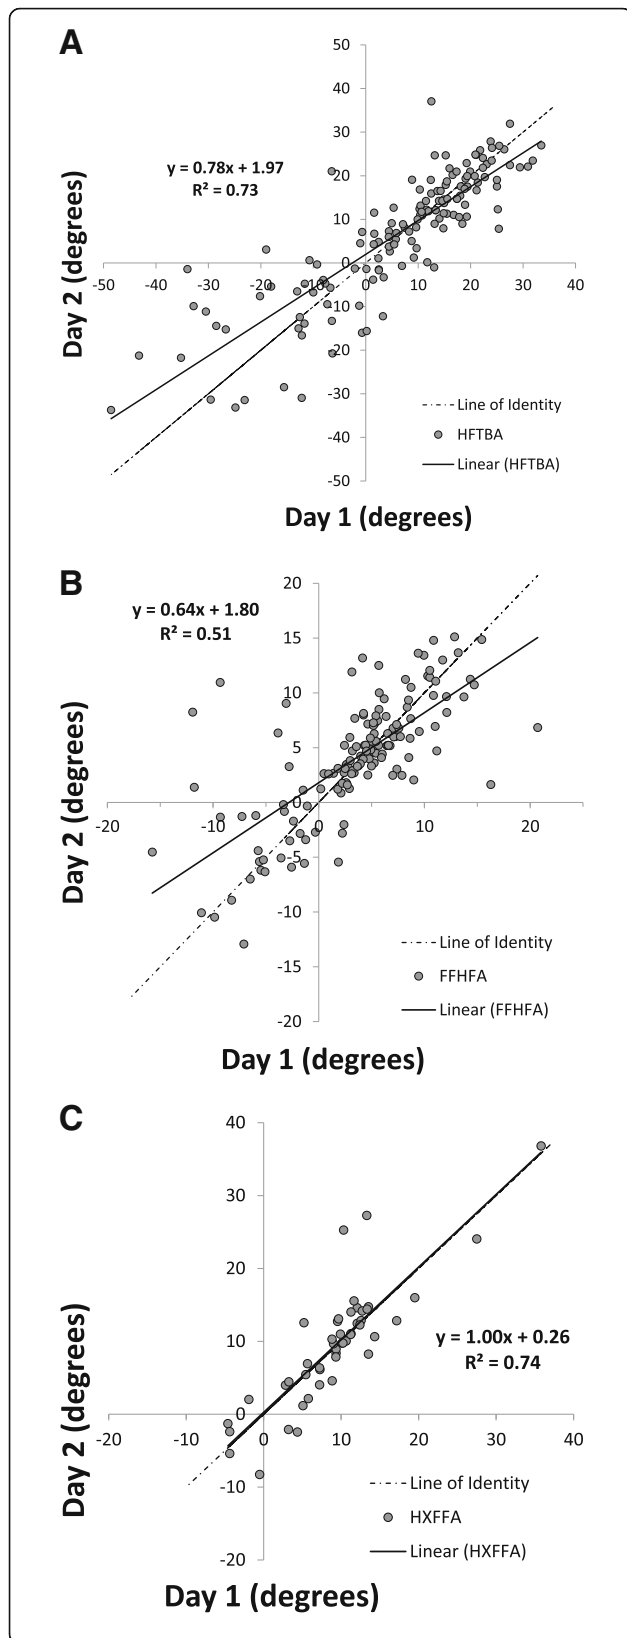 A
50
40
30
20
10
0
-10
-20
-30
-40
-50
-50
-40
-30
-20
-10
0
10
20
30
40
y = 0.78x + 1.97
R² = 0.73
Day 2 (degrees)
Line of Identity
HFTBA
Linear (HFTBA)
Day 1 (degrees)
B
20
15
10
5
0
-5
-10
-15
-20
-20
-10
0
10
20
y = 0.64x + 1.80
R² = 0.51
Day 2 (degrees)
Line of Identity
FFHFA
Linear (FFHFA)
Day 1 (degrees)
C
40
30
20
10
0
-10
-20
-20
-10
0
10
20
30
40
y = 1.00x + 0.26
R² = 0.74
Day 2 (degrees)
Line of Identity
HXFFA
Linear (HXFFA)
Day 1 (degrees)